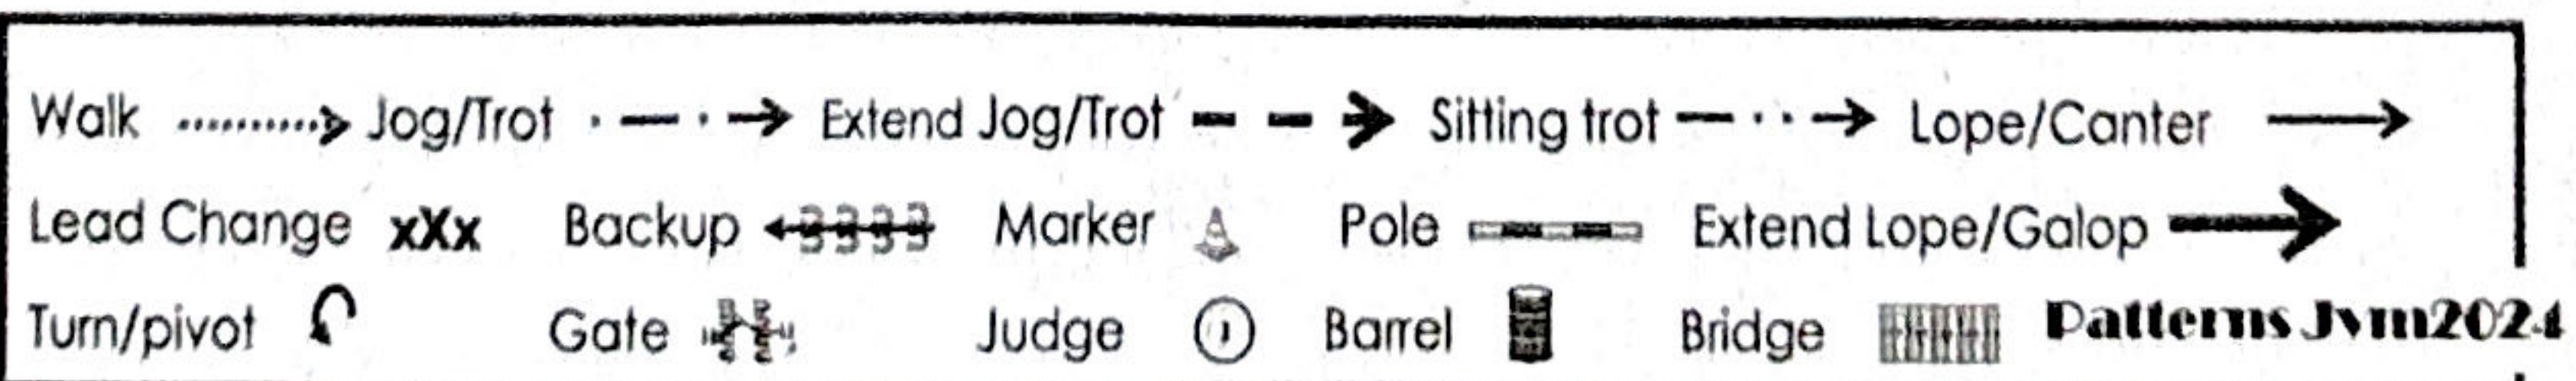 Walk Jog/Trot Extend Jog/Trot Sitting trot Lope/Canter
Lead Change xXx Backup 3333 Marker Pole Extend Lope/Galop
Turn/pivot Gate Judge J Barrel Bridge Patterns Jvm2024